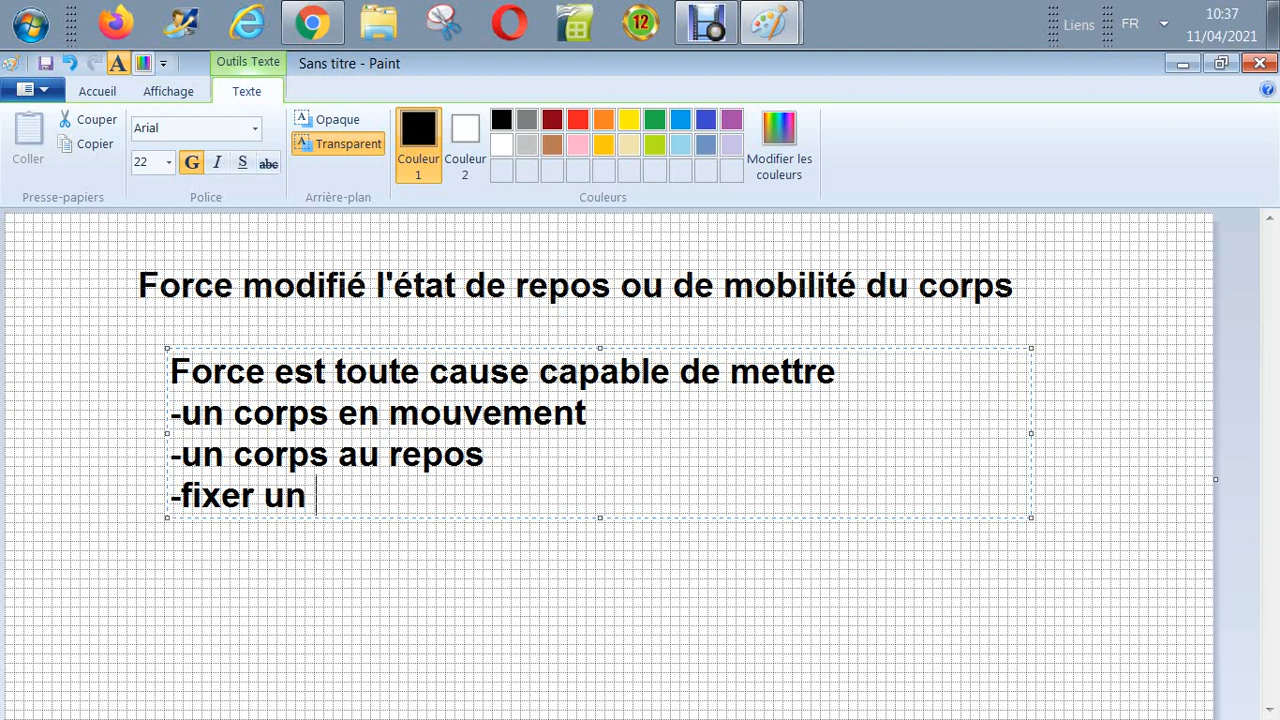 10:37
Liens
FR
11/04/2021
12
Outils Texte
Sans titre - Paint
Accueil
Affichage
Texte
Coller
Couper
Copier
Presse-papiers
Arial
22
G I S abc
Police
Opaque
Transparent
Arrière-plan
Couleur 1
Couleur 2
Modifier les couleurs
Couleurs
Force modifié l'état de repos ou de mobilité du corps
Force est toute cause capable de mettre
-un corps en mouvement
-un corps au repos
-fixer un